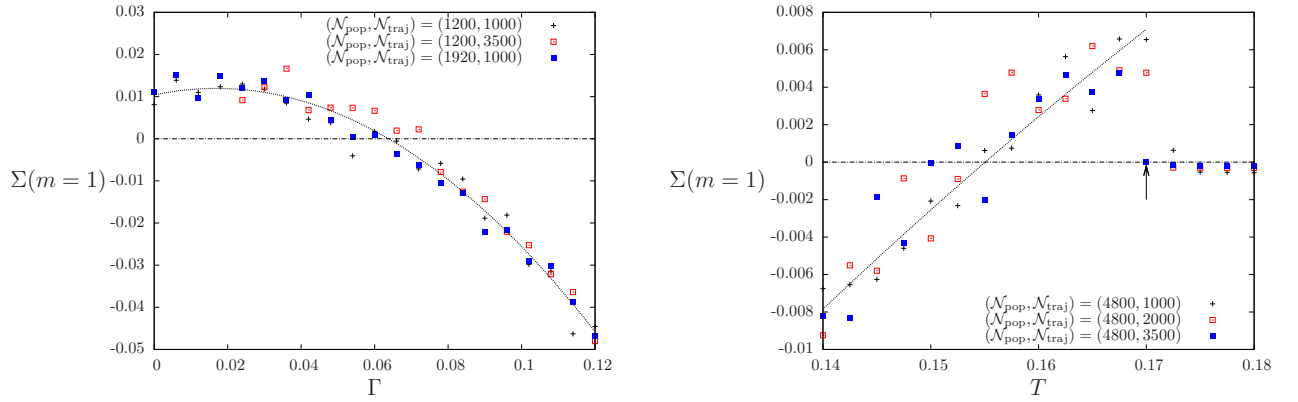 0.03
0.02
0.01
0
-0.01
-0.02
-0.03
-0.04
-0.05
Σ(m = 1)
(𝒩pop, 𝒩traj) = (1200, 1000)
(𝒩pop, 𝒩traj) = (1200, 3500)
(𝒩pop, 𝒩traj) = (1920, 1000)
0 0.02 0.04 0.06 0.08 0.1 0.12
Γ
0.008
0.006
0.004
0.002
0
-0.002
-0.004
-0.006
-0.008
-0.01
Σ(m = 1)
(𝒩pop, 𝒩traj) = (4800, 1000)
(𝒩pop, 𝒩traj) = (4800, 2000)
(𝒩pop, 𝒩traj) = (4800, 3500)
0.14 0.15 0.16 0.17 0.18
T